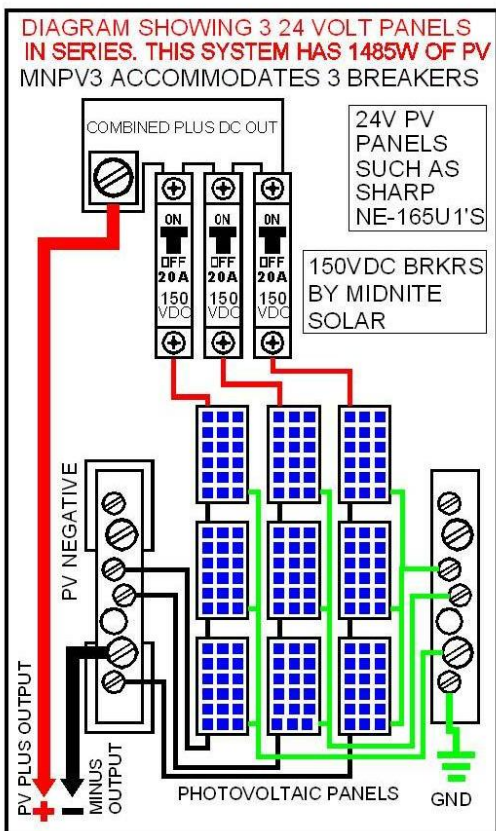 DIAGRAM SHOWING 3 24 VOLT PANELS
IN SERIES. THIS SYSTEM HAS 1485W OF PV
MNPV3 ACCOMMODATES 3 BREAKERS
COMBINED PLUS DC OUT
24V PV
PANELS
SUCH AS
SHARP
NE-165U1'S
ON
OFF
20A
150
VDC
ON
OFF
20A
150
VDC
ON
OFF
20A
150
VDC
150VDC BRKRS
BY MIDNITE
SOLAR
PV NEGATIVE
PV PLUS OUTPUT
+
-
MINUS
OUTPUT
PHOTOVOLTAIC PANELS
GND